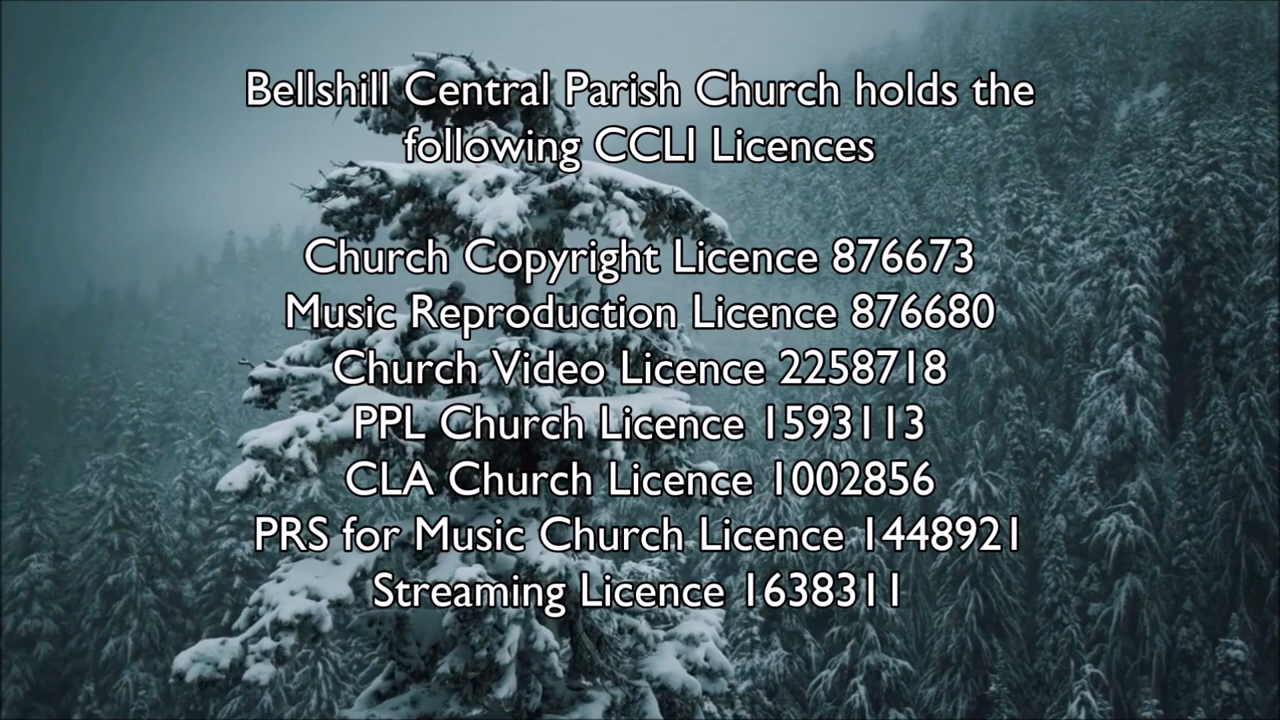 Bellshill Central Parish Church holds the
following CCLI Licences
Church Copyright Licence 876673
Music Reproduction Licence 876680
Church Video Licence 2258718
PPL Church Licence 1593113
CLA Church Licence 1002856
PRS for Music Church Licence 1448921
Streaming Licence 1638311